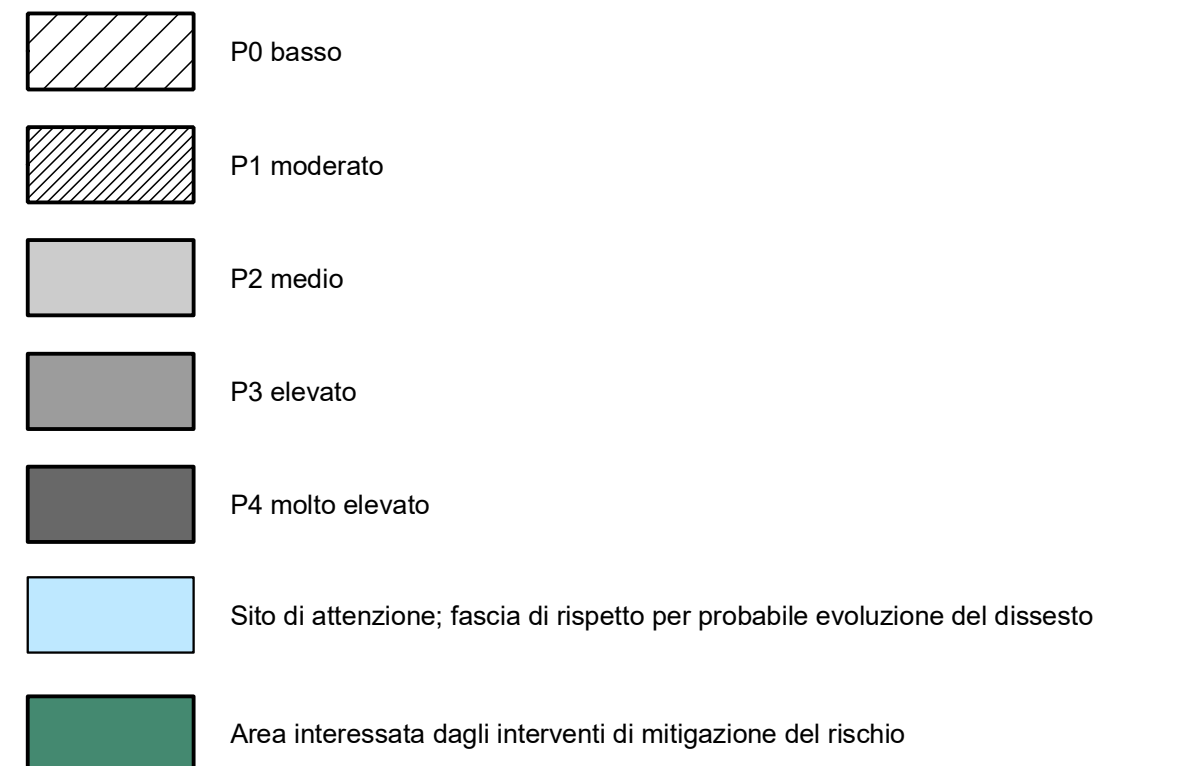 P0 basso
P1 moderato
P2 medio
P3 elevato
P4 molto elevato
Sito di attenzione; fascia di rispetto per probabile evoluzione del dissesto
Area interessata dagli interventi di mitigazione del rischio